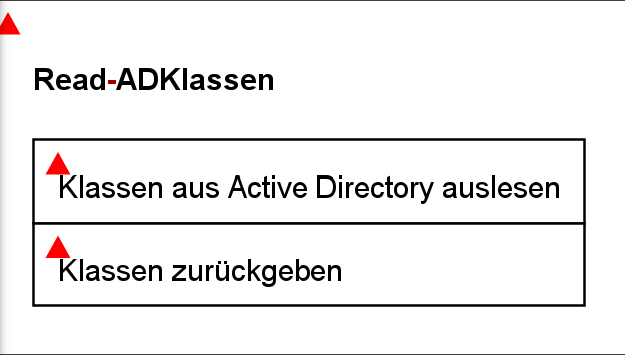 Read-ADKlassen
Klassen aus Active Directory auslesen
Klassen zurückgeben